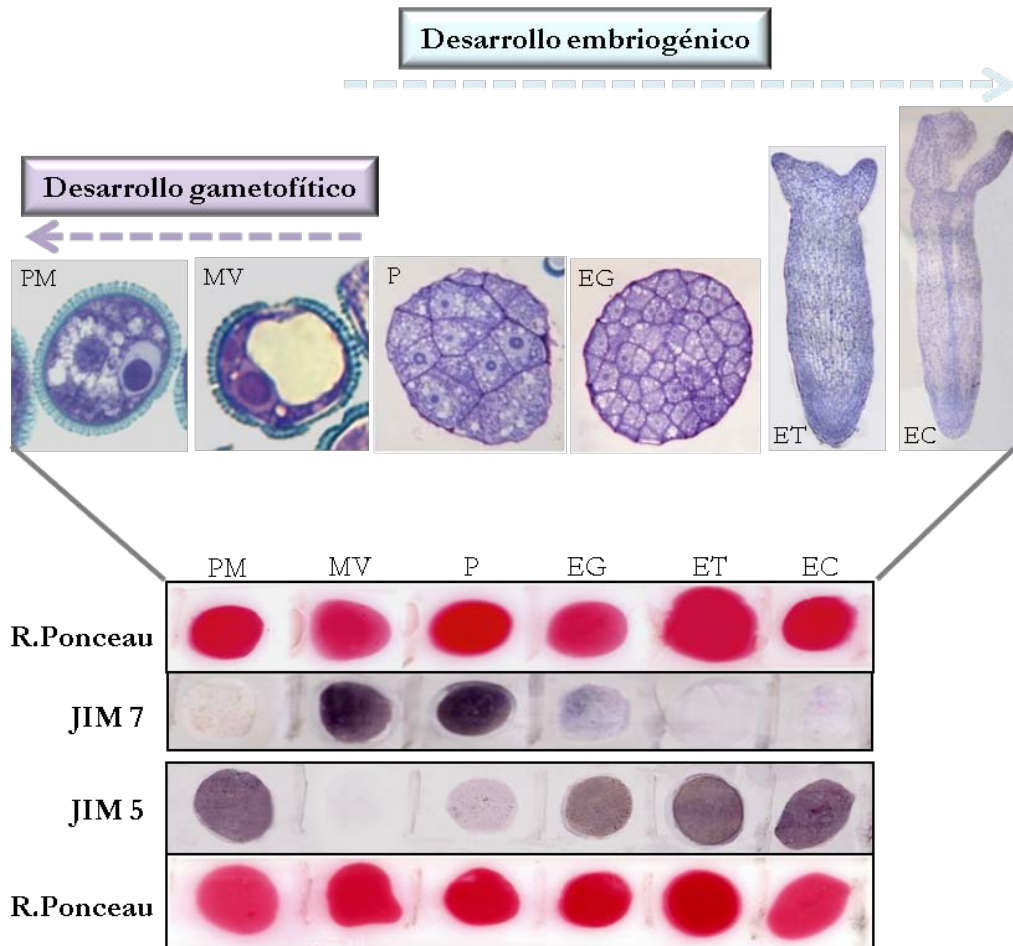 Desarrollo embriogénico
Desarrollo gametofítico
PM
MV
P
EG
ET
EC
PM MV P EG ET EC
R.Ponceau
JIM 7
JIM 5
R.Ponceau